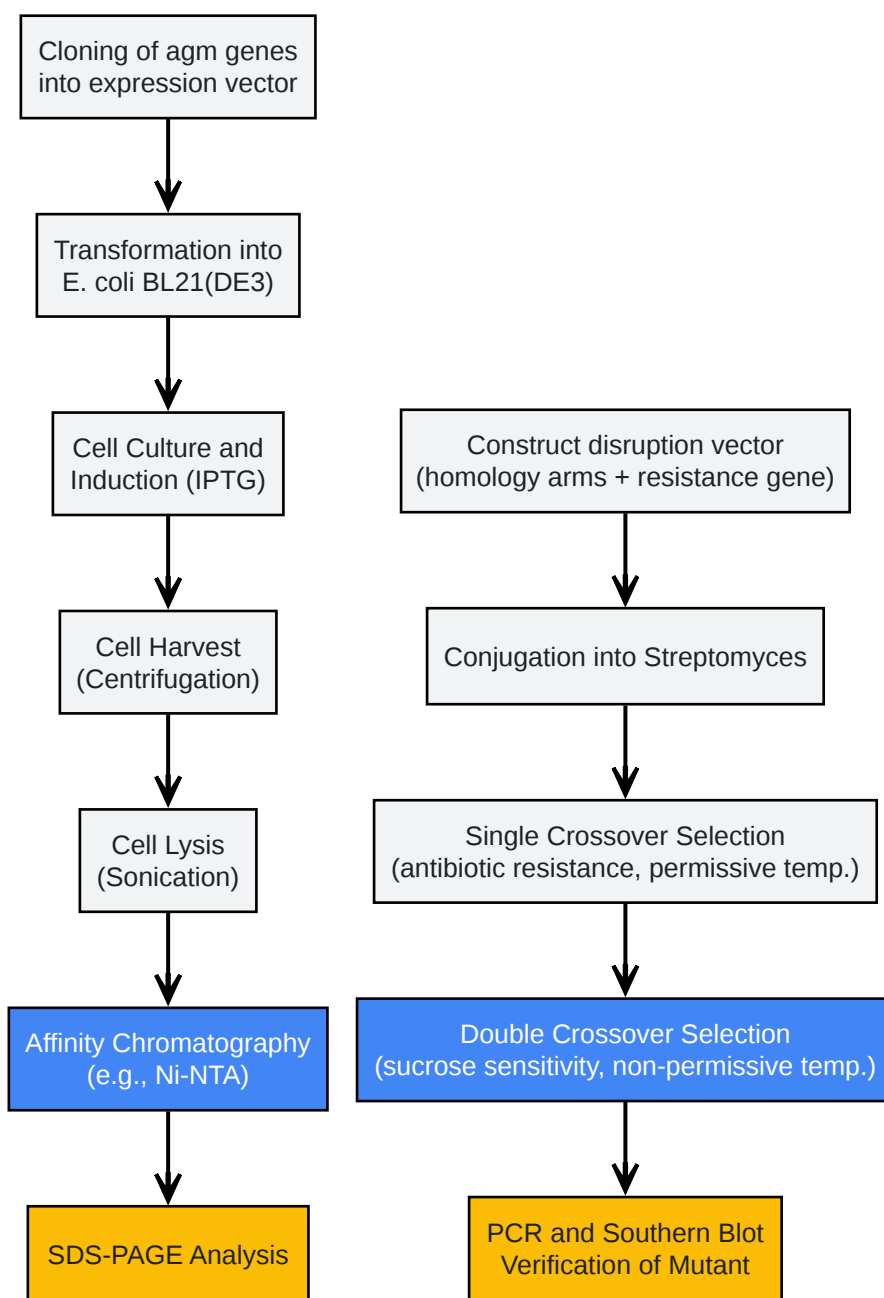 Cloning of agm genes
into expression vector
Transformation into
E. coli BL21(DE3)
Cell Culture and
Induction (IPTG)
Cell Harvest
(Centrifugation)
Cell Lysis
(Sonication)
Affinity Chromatography
(e.g., Ni-NTA)
SDS-PAGE Analysis
Construct disruption vector
(homology arms + resistance gene)
Conjugation into Streptomyces
Single Crossover Selection
(antibiotic resistance, permissive temp.)
Double Crossover Selection
(sucrose sensitivity, non-permissive temp.)
PCR and Southern Blot
Verification of Mutant